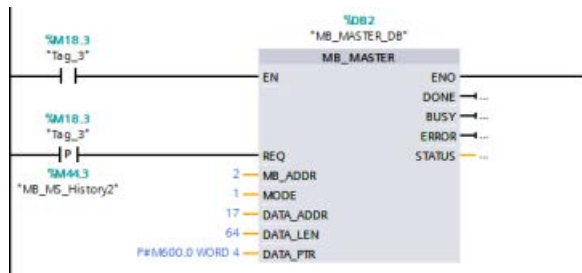 %DB2
"MB_MASTER_DB"
%M18.3
"Tag_3"
MB_MASTER
EN
ENO
DONE ...
BUSY ...
ERROR ...
%M18.3
"Tag_3"
P
REQ
STATUS ...
%M44.3
"MB_MS_History2"
2 MB_ADDR
1 MODE
17 DATA_ADDR
64 DATA_LEN
P#M600.0 WORD 4 DATA_PTR